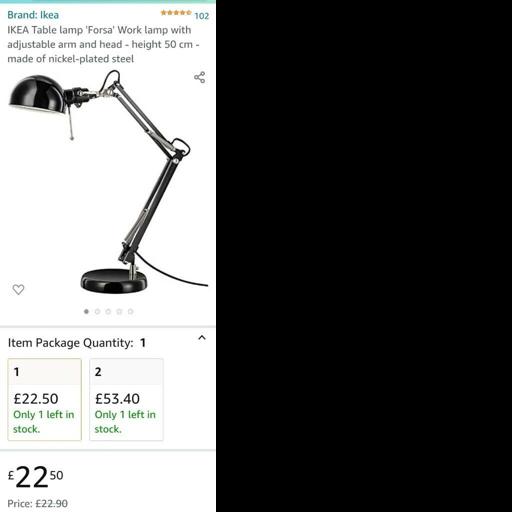 Brand: Ikea
102
IKEA Table lamp 'Forsa' Work lamp with
adjustable arm and head - height 50 cm -
made of nickel-plated steel
Item Package Quantity: 1
1
£22.50
Only 1 left in
stock.
2
£53.40
Only 1 left in
stock.
£22 50
Price: £22.90